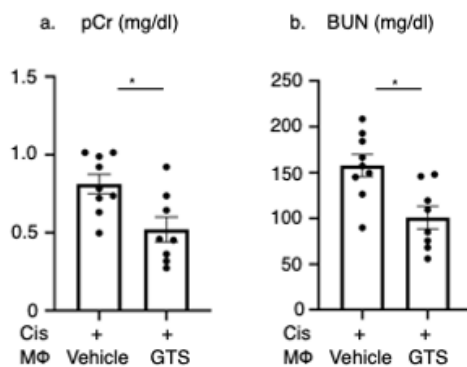 a. pCr (mg/dl)
*
1.5
1.0
0.5
0
Cis + +
MΦ Vehicle GTS
b. BUN (mg/dl)
*
250
200
150
100
50
0
Cis + +
MΦ Vehicle GTS